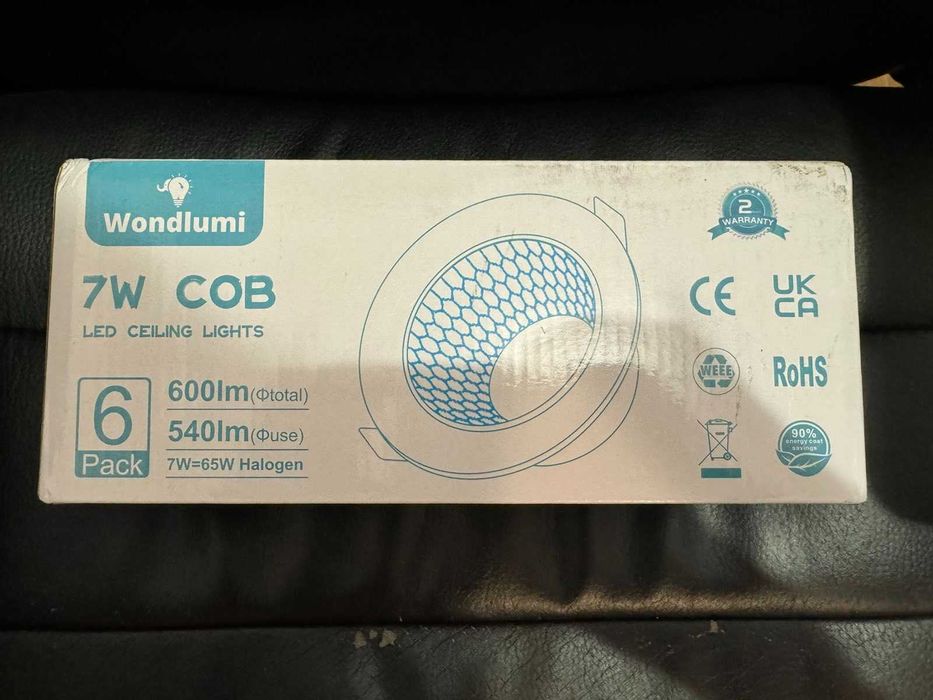 Wondlumi
7W COB
LED CEILING LIGHTS
6
Pack
600lm(Φtotal)
540lm(Φuse)
7W=65W Halogen
2
WARRANTY
CE
UK
CA
WEEE
RoHS
90%
energy cost
savings